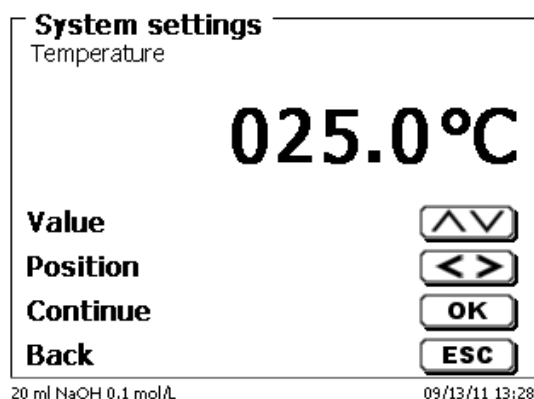 System settings
Temperature
025.0°C
Value
Position < >
Continue OK
Back ESC
20 ml NaOH 0.1 mol/L 09/13/11 13:28